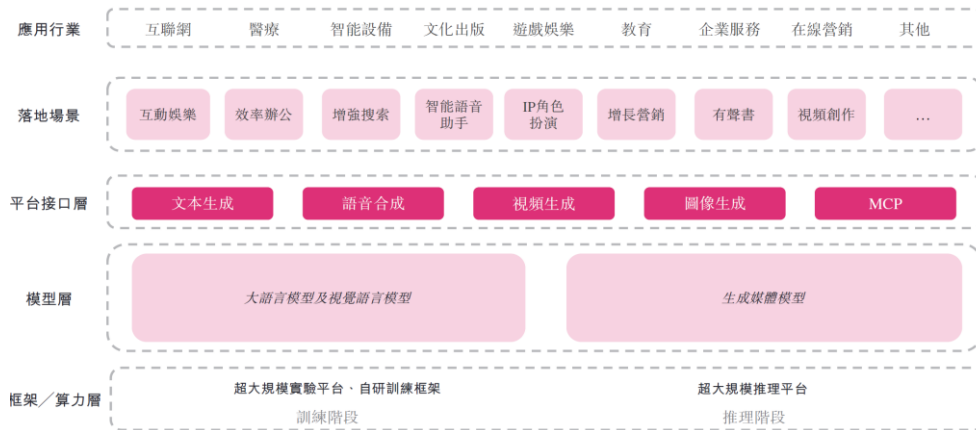 應用行業
互聯網 醫療 智能設備 文化出版 遊戲娛樂 教育 企業服務 在線營銷 其他
落地場景
互動娛樂 效率辦公 增強搜索 智能語音助手 IP角色扮演 增長營銷 有聲書 視頻創作 …
平台接口層
文本生成 語音合成 視頻生成 圖像生成 MCP
模型層
大語言模型及視覺語言模型 生成媒體模型
框架╱算力層
超大規模實驗平台、自研訓練框架 超大規模推理平台
訓練階段 推理階段